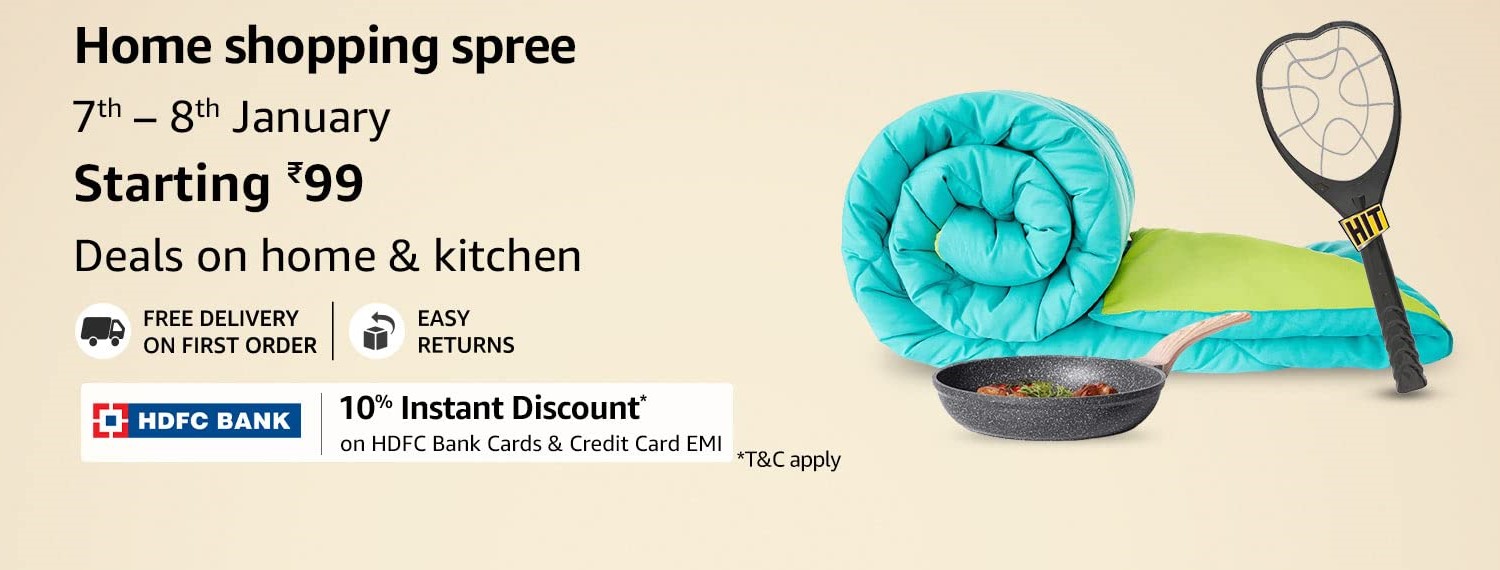 Home shopping spree
7th – 8th January
Starting ₹99
Deals on home & kitchen
FREE DELIVERY
ON FIRST ORDER
EASY
RETURNS
HDFC BANK
10% Instant Discount*
on HDFC Bank Cards & Credit Card EMI
*T&C apply
HIT